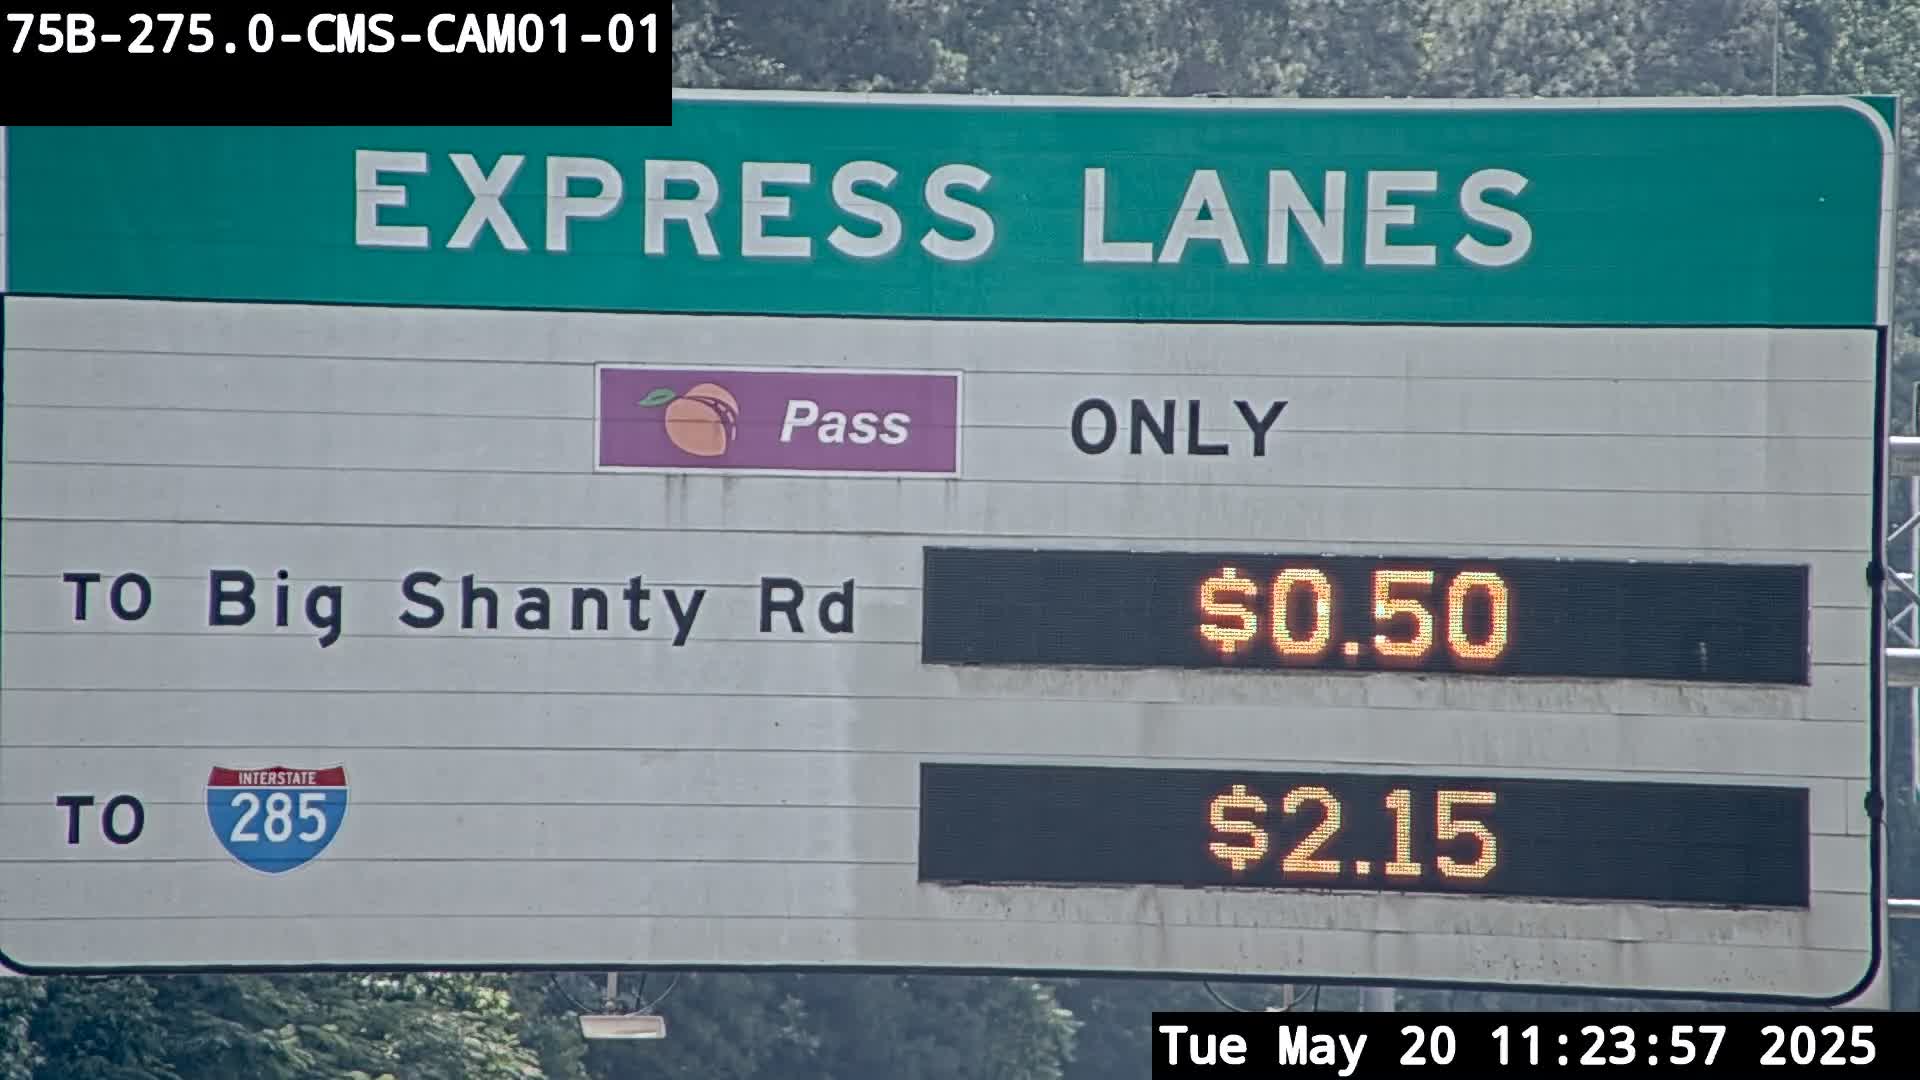 75B-275.0-CMS-CAM01-01
EXPRESS LANES
Pass ONLY
TO Big Shanty Rd $0.50
INTERSTATE
TO 285 $2.15
Tue May 20 11:23:57 2025